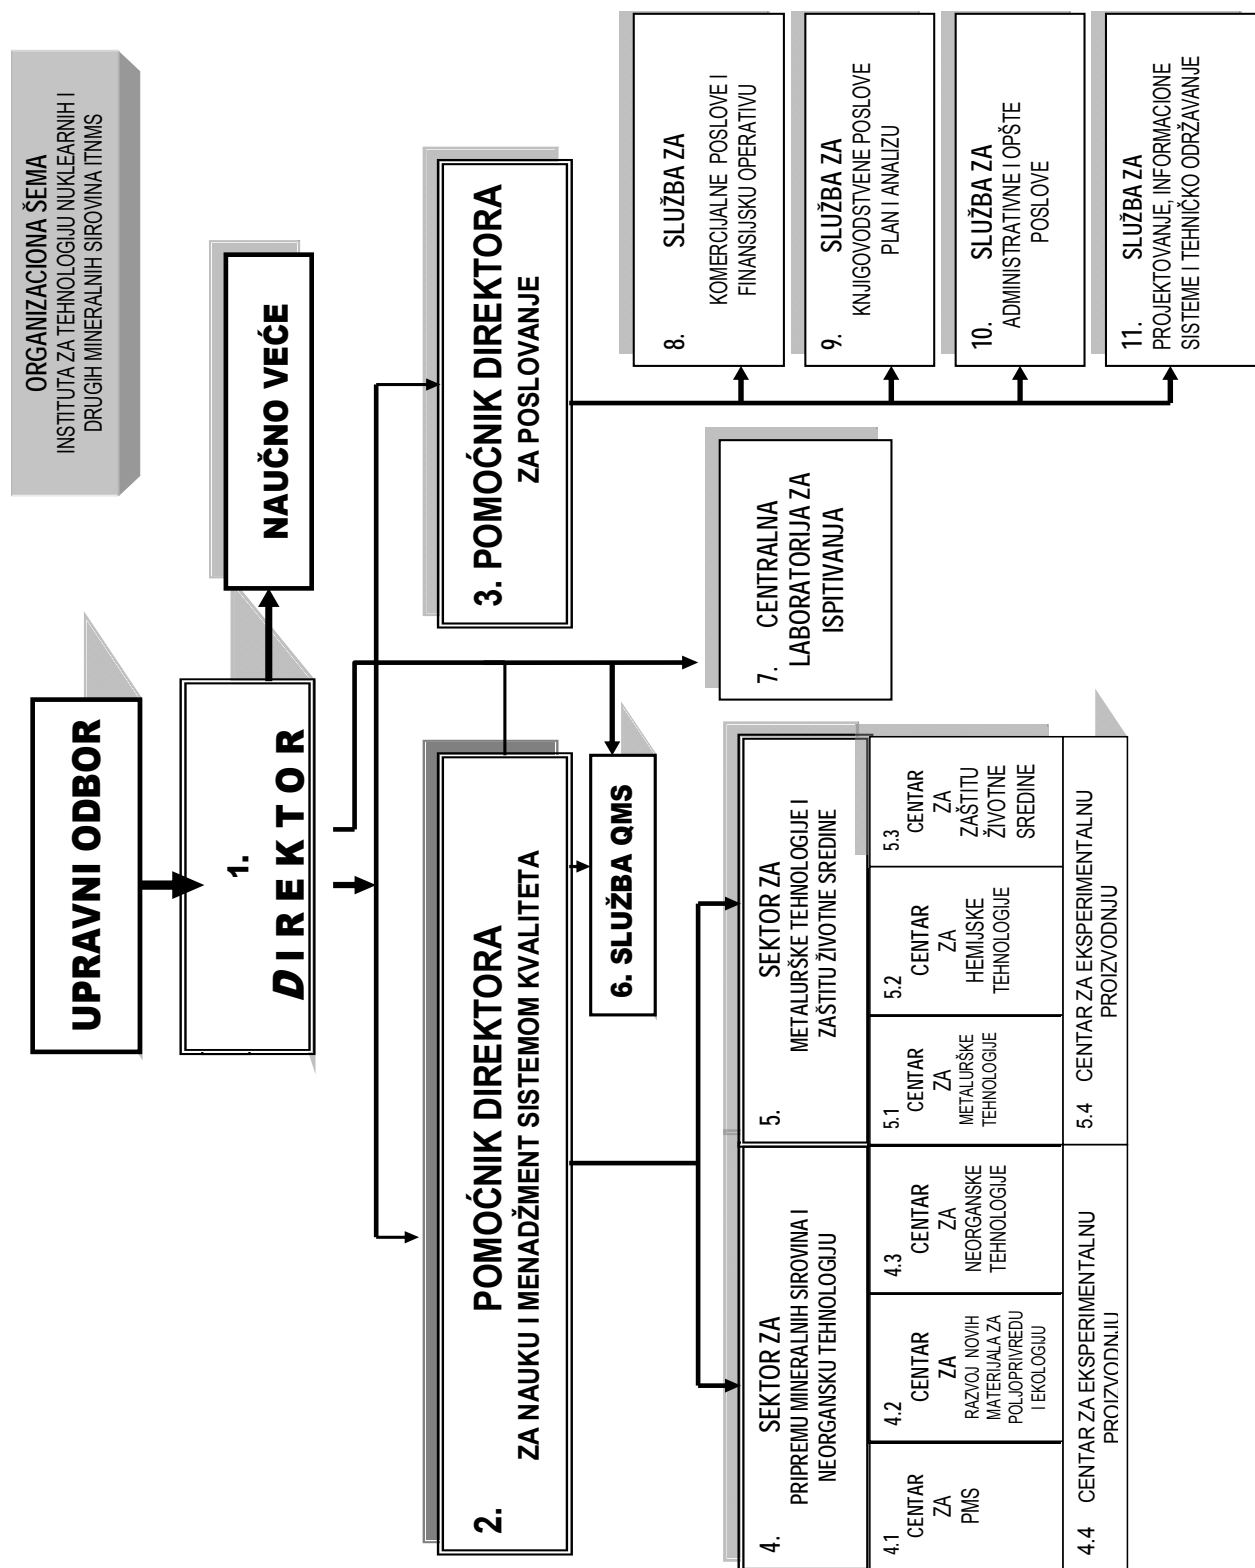 ORGANIZACIONA ŠEMA
INSTITUTA ZA TEHNOLOGIJU NUKLEARNIH I
DRUGIH MINERALNIH SIROVINA ITNMS
UPRAVNI ODBOR
1.
DIREKTOR
NAUČNO VEĆE
2.
POMOĆNIK DIREKTORA
ZA NAUKU I MENADŽMENT SISTEMOM KVALITETA
3. POMOĆNIK DIREKTORA
ZA POSLOVANJE
6. SLUŽBA QMS
7. CENTRALNA
LABORATORIJA ZA
ISPITIVANJA
4.
SEKTOR ZA
PRIPREMU MINERALNIH SIROVINA I
NEORGANSKU TEHNOLOGIJU
4.1
CENTAR
ZA
PMS
4.2
CENTAR
ZA
RAZVOJ NOVIH
MATERIJALA ZA
POLJOPRIVREDU
I EKOLOGIJU
4.3
CENTAR
ZA
NEORGANSKE
TEHNOLOGIJE
4.4 CENTAR ZA EKSPERIMENTALNU
PROIZVODNJU
5.
SEKTOR ZA
METALURŠKE TEHNOLOGIJE I
ZAŠTITU ŽIVOTNE SREDINE
5.1
CENTAR
ZA
METALURŠKE
TEHNOLOGIJE
5.2
CENTAR
ZA
HEMIJSKE
TEHNOLOGIJE
5.3
CENTAR
ZA
ZAŠTITU
ŽIVOTNE
SREDINE
5.4 CENTAR ZA EKSPERIMENTALNU
PROIZVODNJU
8.
SLUŽBA ZA
KOMERCIJALNE POSLOVE I
FINANSIJSKU OPERATIVU
9.
SLUŽBA ZA
KNJIGOVODSTVENE POSLOVE
PLAN I ANALIZU
10.
SLUŽBA ZA
ADMINISTRATIVNE I OPŠTE
POSLOVE
11.
SLUŽBA ZA
PROJEKTOVANJE, INFORMACIONE
SISTEME I TEHNIČKO ODRŽAVANJE